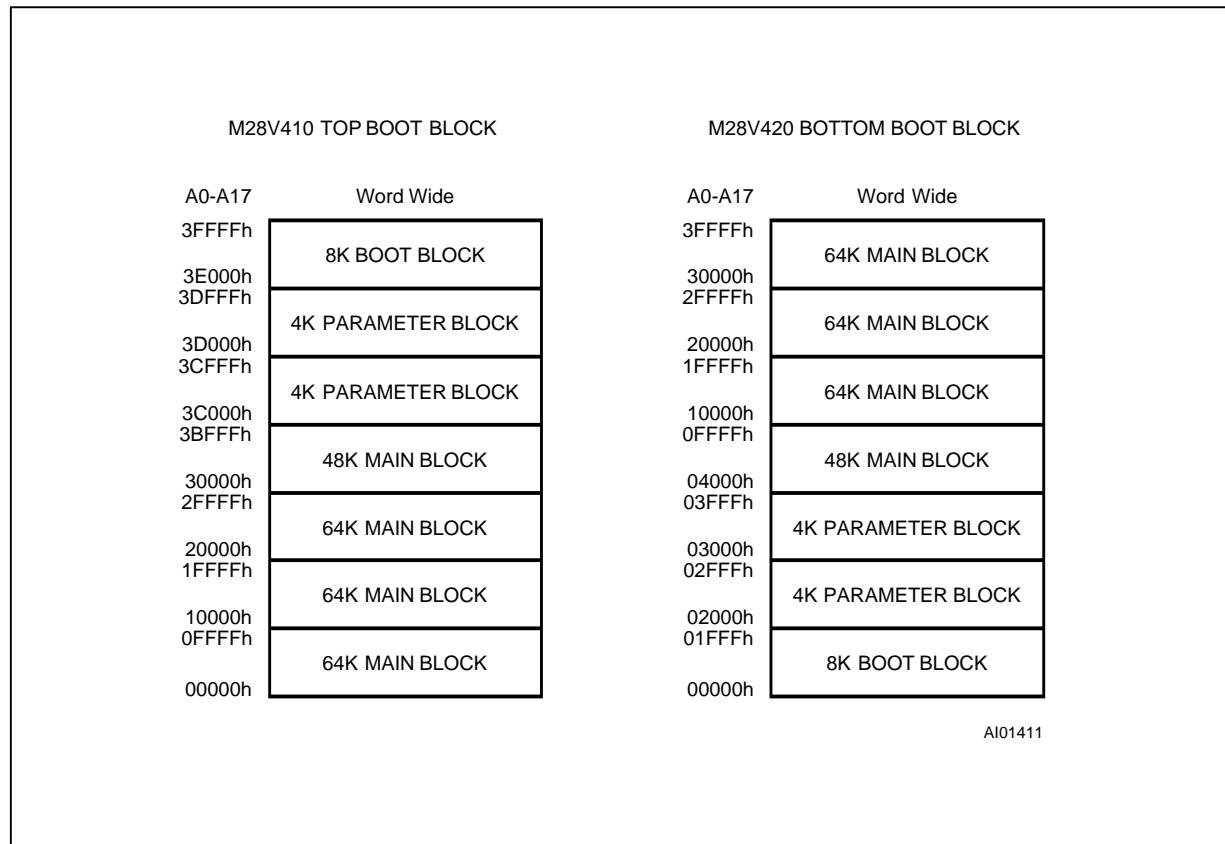 M28V410 TOP BOOT BLOCK
A0-A17 Word Wide
3FFFFh
8K BOOT BLOCK
3E000h
3DFFFh
4K PARAMETER BLOCK
3D000h
3CFFFh
4K PARAMETER BLOCK
3C000h
3BFFFh
48K MAIN BLOCK
30000h
2FFFFh
64K MAIN BLOCK
20000h
1FFFFh
64K MAIN BLOCK
10000h
0FFFFh
64K MAIN BLOCK
00000h
M28V420 BOTTOM BOOT BLOCK
A0-A17 Word Wide
3FFFFh
64K MAIN BLOCK
30000h
2FFFFh
64K MAIN BLOCK
20000h
1FFFFh
64K MAIN BLOCK
10000h
0FFFFh
48K MAIN BLOCK
04000h
03FFFh
4K PARAMETER BLOCK
03000h
02FFFh
4K PARAMETER BLOCK
02000h
01FFFh
8K BOOT BLOCK
00000h
AI01411